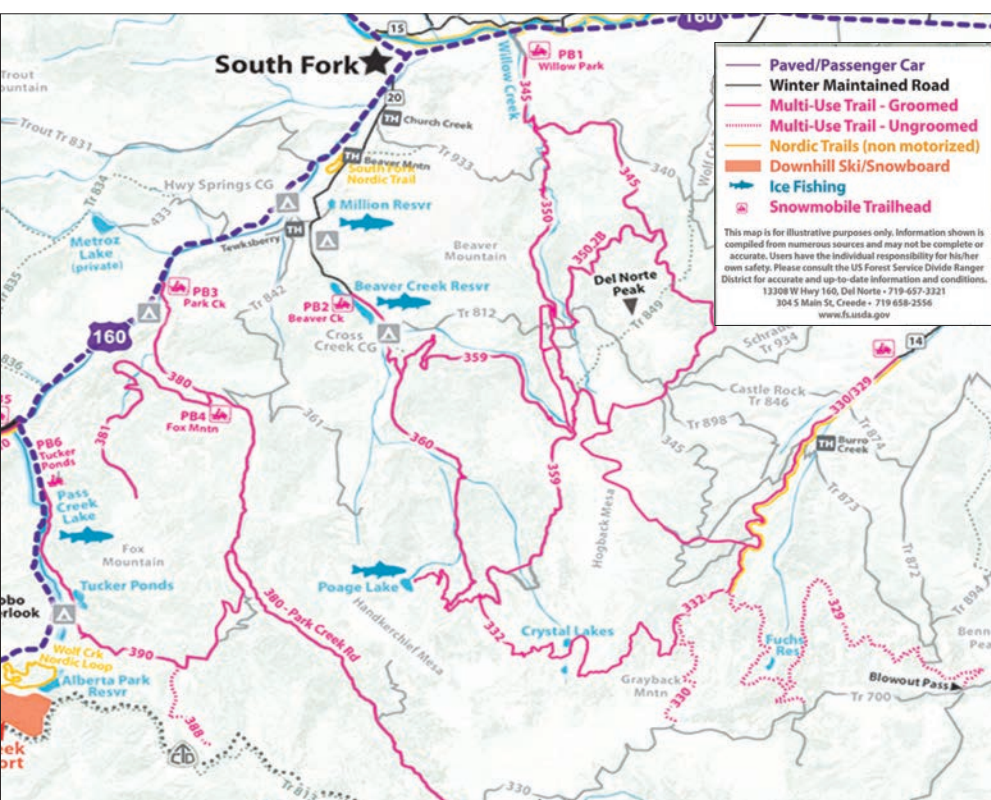 160
15
South Fork
20
TH
Church Creek
TH
Beaver Mntn
South Fork
Nordic Trail
Trout Tr 831
Tr 834
Hwy Springs CG
433
Metroz
Lake
(private)
Tewksberry
TH
Million Resvr
Tr 933
Willow Creek
345
PB1
Willow Park
345
340
350
350.2B
Del Norte
Peak
Tr 849
Beaver
Mountain
Beaver Creek Resvr
PB2
Beaver Ck
Cross
Creek CG
Tr 812
Tr 842
PB3
Park Ck
160
380
PB4
Fox Mntn
381
361
359
360
359
Tr 934
Castle Rock
Tr 846
Tr 898
345
330/329
14
Tr 874
TH
Burro
Creek
Tr 873
Tr 872
Tr 894
PB6
Tucker
Ponds
Pass
Creek
Lake
Fox
Mountain
Tucker Ponds
Poage Lake
Handkerchief Mesa
Hogback Mesa
380 - Park Creek Rd
332
Crystal Lakes
332
Grayback
Mntn
330
Fuchs
Res
329
Blowout Pass
Tr 700
390
388
Wolf Crk
Nordic Loop
Alberta Park
Resvr
330
Paved/Passenger Car
Winter Maintained Road
Multi-Use Trail - Groomed
Multi-Use Trail - Ungroomed
Nordic Trails (non motorized)
Downhill Ski/Snowboard
Ice Fishing
Snowmobile Trailhead
This map is for illustrative purposes only. Information shown is
compiled from numerous sources and may not be complete or
accurate. Users have the individual responsibility for his/her
own safety. Please consult the US Forest Service Divide Ranger
District for accurate and up-to-date information and conditions.
13308 W Hwy 160, Del Norte • 719-657-3321
304 S Main St, Creede • 719 658-2556
www.fs.usda.gov